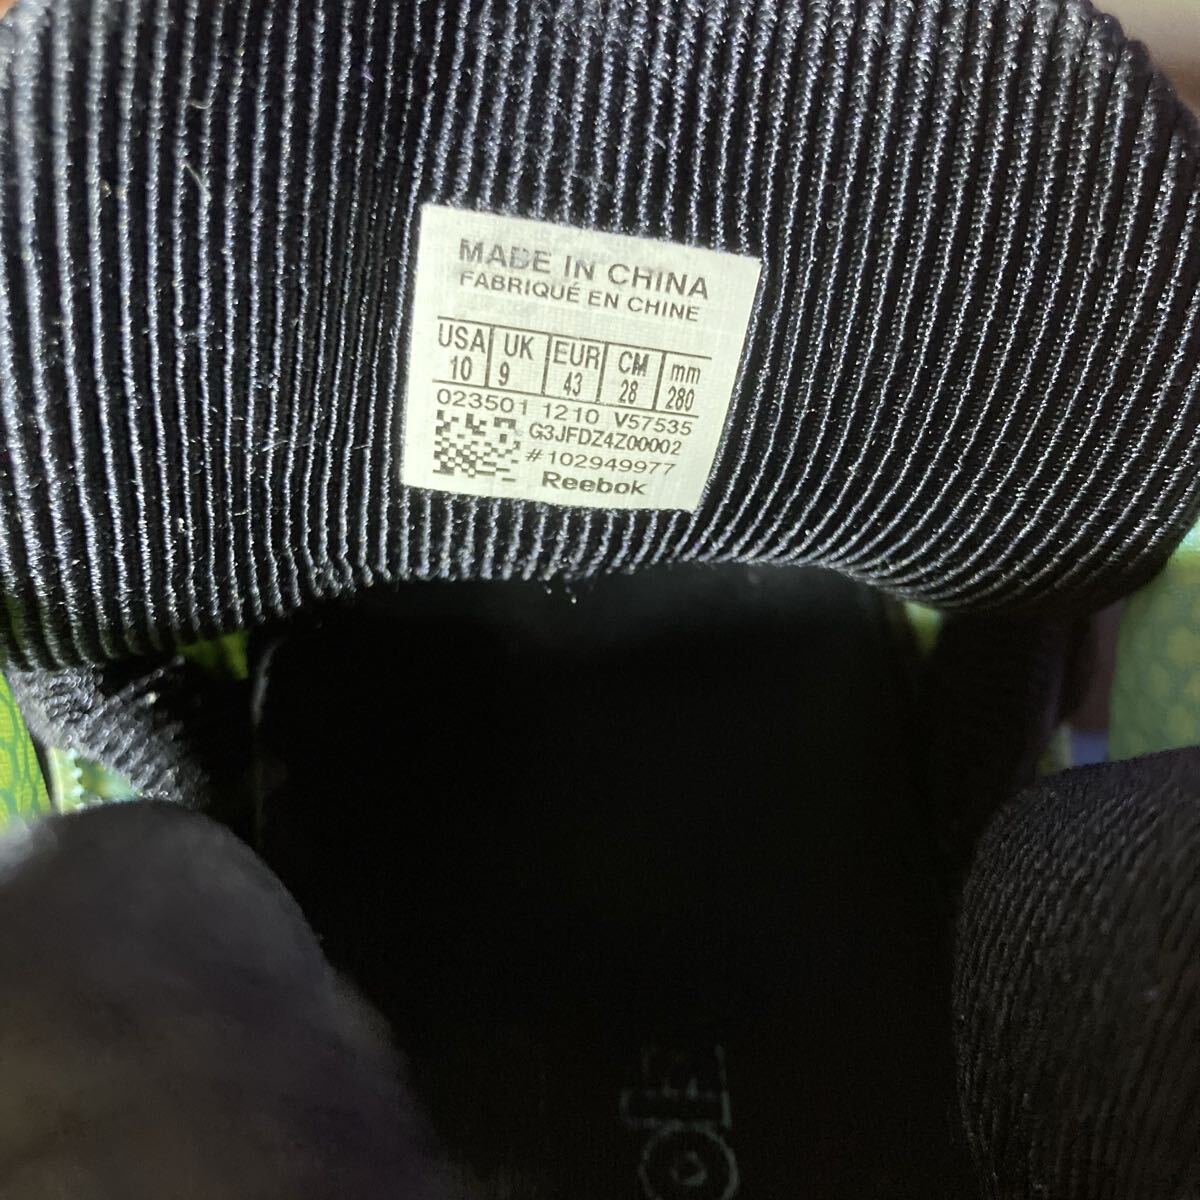 MADE IN CHINA
FABRIQUÉ EN CHINE
USA UK EUR CM mm
10 9 43 28 280
023501 1210 V57535
G3JFDZ4Z00002
#102949977
Reebok